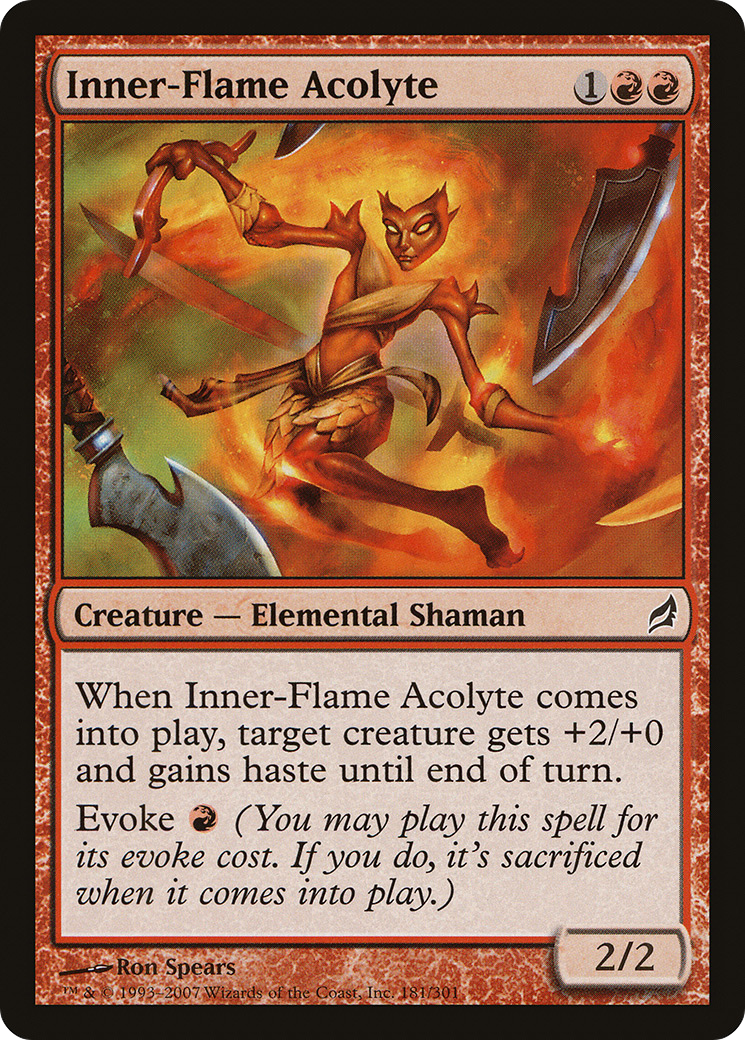 Inner-Flame Acolyte 1
Creature — Elemental Shaman
When Inner-Flame Acolyte comes
into play, target creature gets +2/+0
and gains haste until end of turn.
Evoke (You may play this spell for
its evoke cost. If you do, it's sacrificed
when it comes into play.)
2/2
Ron Spears
™ & © 1993–2007 Wizards of the Coast, Inc. 181/301